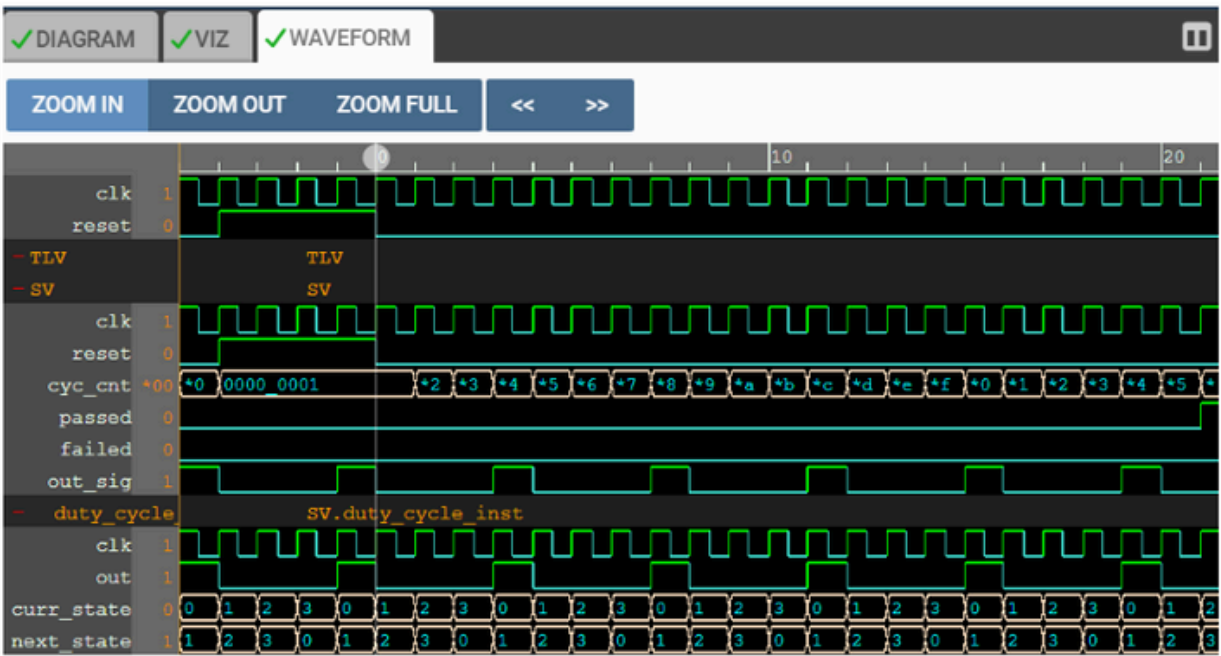 DIAGRAM VIZ WAVEFORM
ZOOM IN ZOOM OUT ZOOM FULL << >>
0 10 20
clk 1
reset 0
-TLV TLV
-SV SV
clk 1
reset 0
cyc_cnt *00 *0 0000_0001 *2 *3 *4 *5 *6 *7 *8 *9 *a *b *c *d *e *f *0 *1 *2 *3 *4 *5 *
passed 0
failed 0
out_sig 1
- duty_cycle_ SV.duty_cycle_inst
clk 1
out 1
curr_state 0 0 1 2 3 0 1 2 3 0 1 2 3 0 1 2 3 0 1 2 3 0 1 2 3 0 1 2
next_state 1 1 2 3 0 1 2 3 0 1 2 3 0 1 2 3 0 1 2 3 0 1 2 3 0 1 2 3